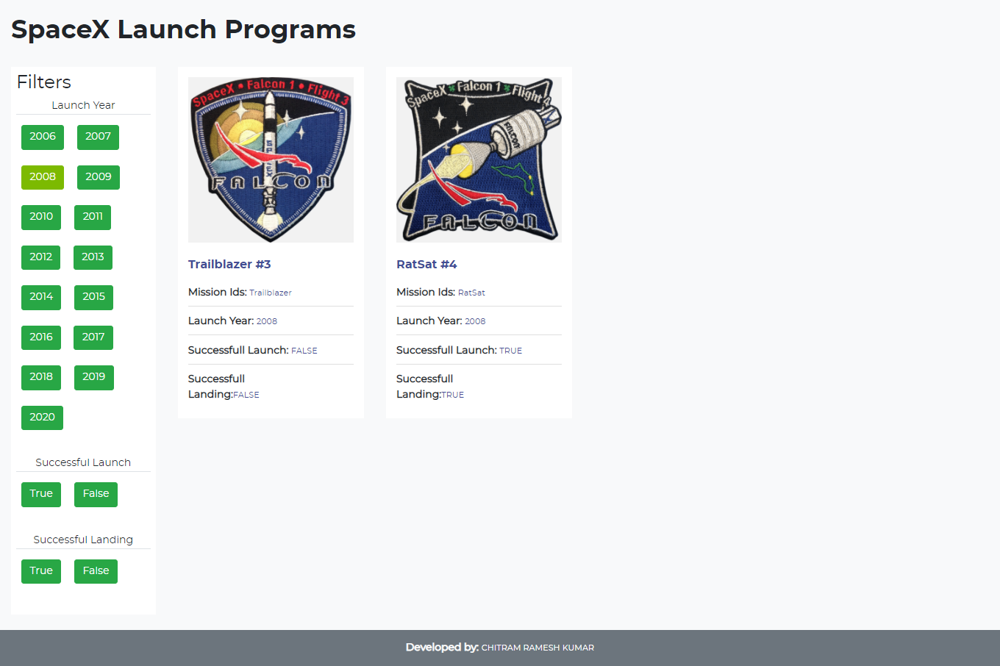 SpaceX Launch Programs
Filters
Launch Year
2006 2007
2008 2009
2010 2011
2012 2013
2014 2015
2016 2017
2018 2019
2020
Successful Launch
True False
Successful Landing
True False
SpaceX • Falcon 1 • Flight 3
SPACEX
FALCON
Trailblazer #3
Mission Ids: Trailblazer
Launch Year: 2008
Successfull Launch: FALSE
Successfull
Landing:FALSE
SpaceX Falcon 1 Flight 4
FALCON
FALCON
RatSat #4
Mission Ids: RatSat
Launch Year: 2008
Successfull Launch: TRUE
Successfull
Landing:TRUE
Developed by: CHITRAM RAMESH KUMAR